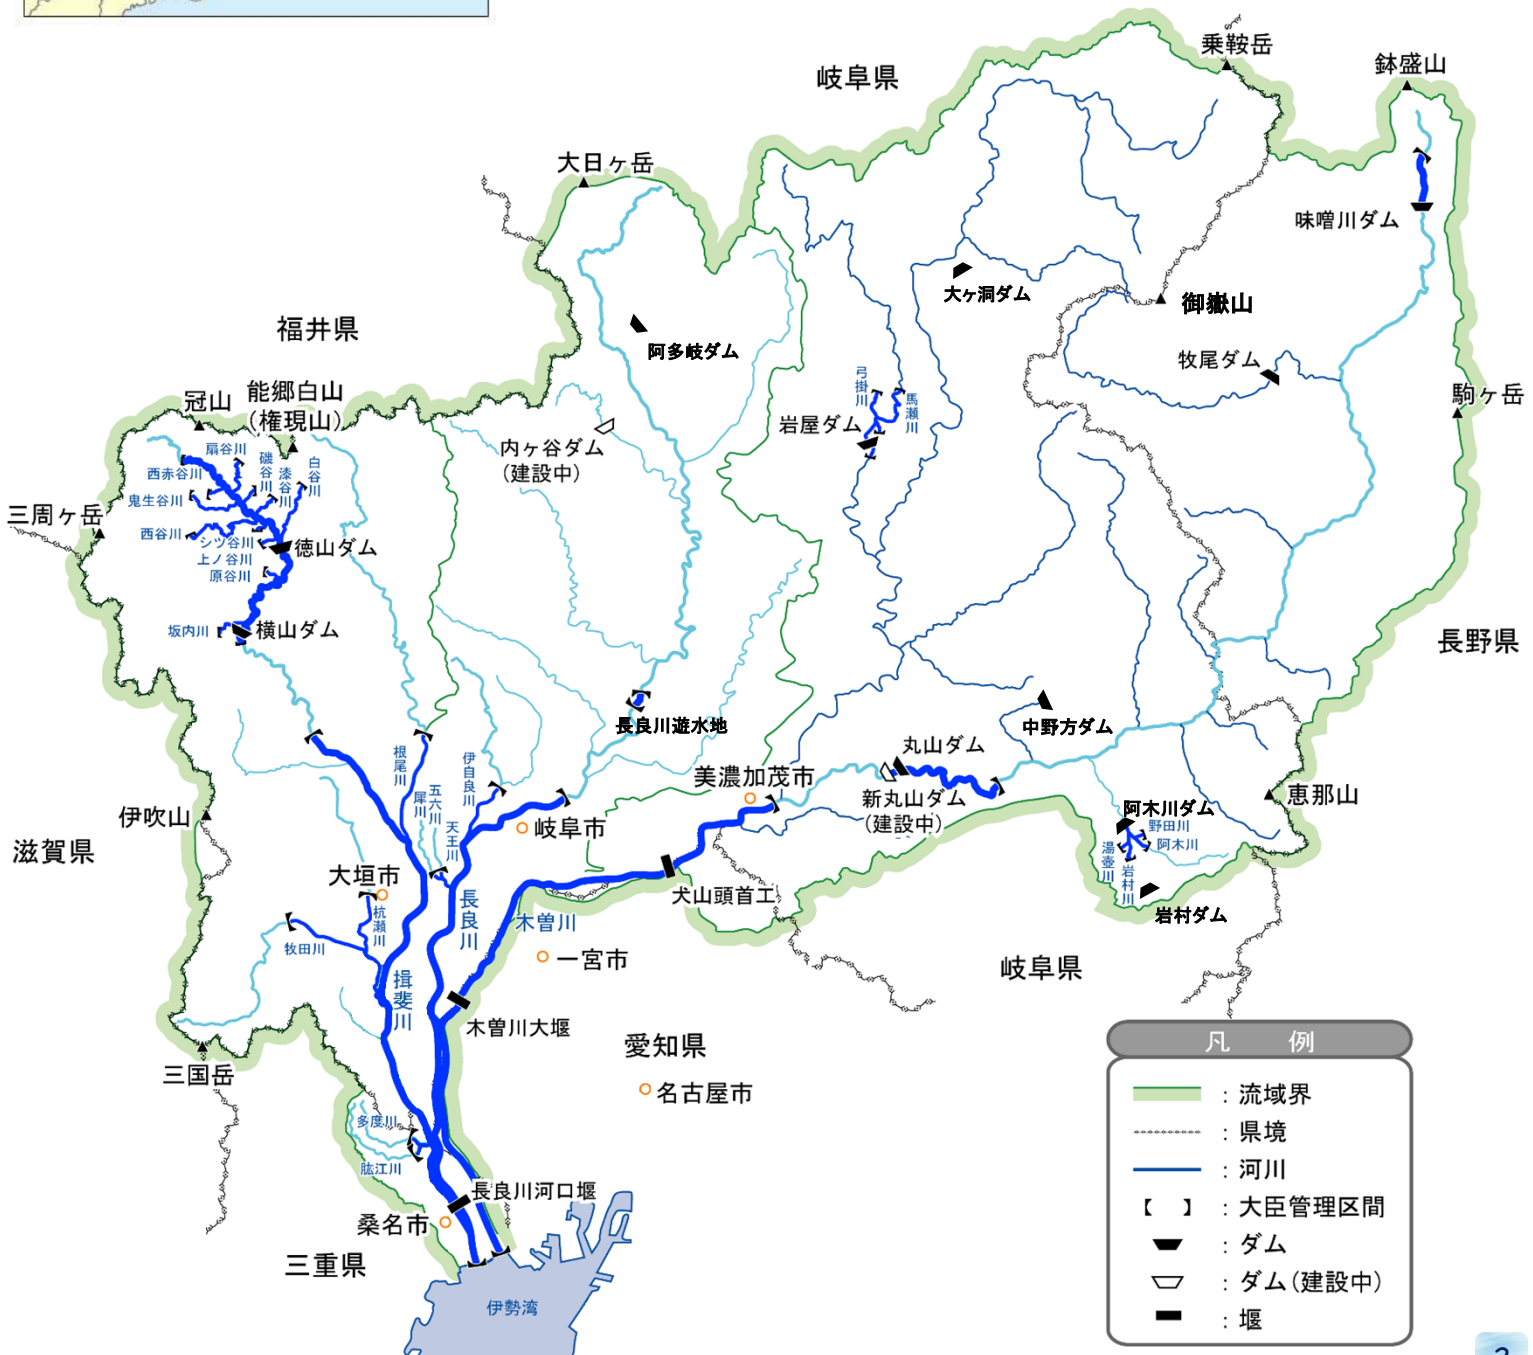 乗鞍岳
鉢盛山
岐阜県
大日ヶ岳
味噌川ダム
大ヶ洞ダム
御嶽山
福井県
阿多岐ダム
牧尾ダム
弓掛川
馬瀬川
駒ヶ岳
冠山
能郷白山
(権現山)
岩屋ダム
内ヶ谷ダム
(建設中)
扇谷川
磯谷川
漆谷川
白谷川
西赤谷川
鬼生谷川
三周ヶ岳
西谷川
シツ谷川
徳山ダム
上ノ谷川
原谷川
坂内川
横山ダム
長野県
長良川遊水地
中野方ダム
根尾川
伊自良川
丸山ダム
美濃加茂市
五六川
犀川
新丸山ダム
(建設中)
恵那山
阿木川ダム
伊吹山
天王川
岐阜市
野田川
阿木川
滋賀県
湯壺川
岩村川
大垣市
犬山頭首工
長良川
杭瀬川
木曽川
岩村ダム
牧田川
一宮市
岐阜県
揖斐川
木曽川大堰
愛知県
三国岳
名古屋市
多度川
肱江川
長良川河口堰
桑名市
三重県
伊勢湾
凡 例
:流域界
:県境
:河川
【 】:大臣管理区間
:ダム
:ダム(建設中)
:堰